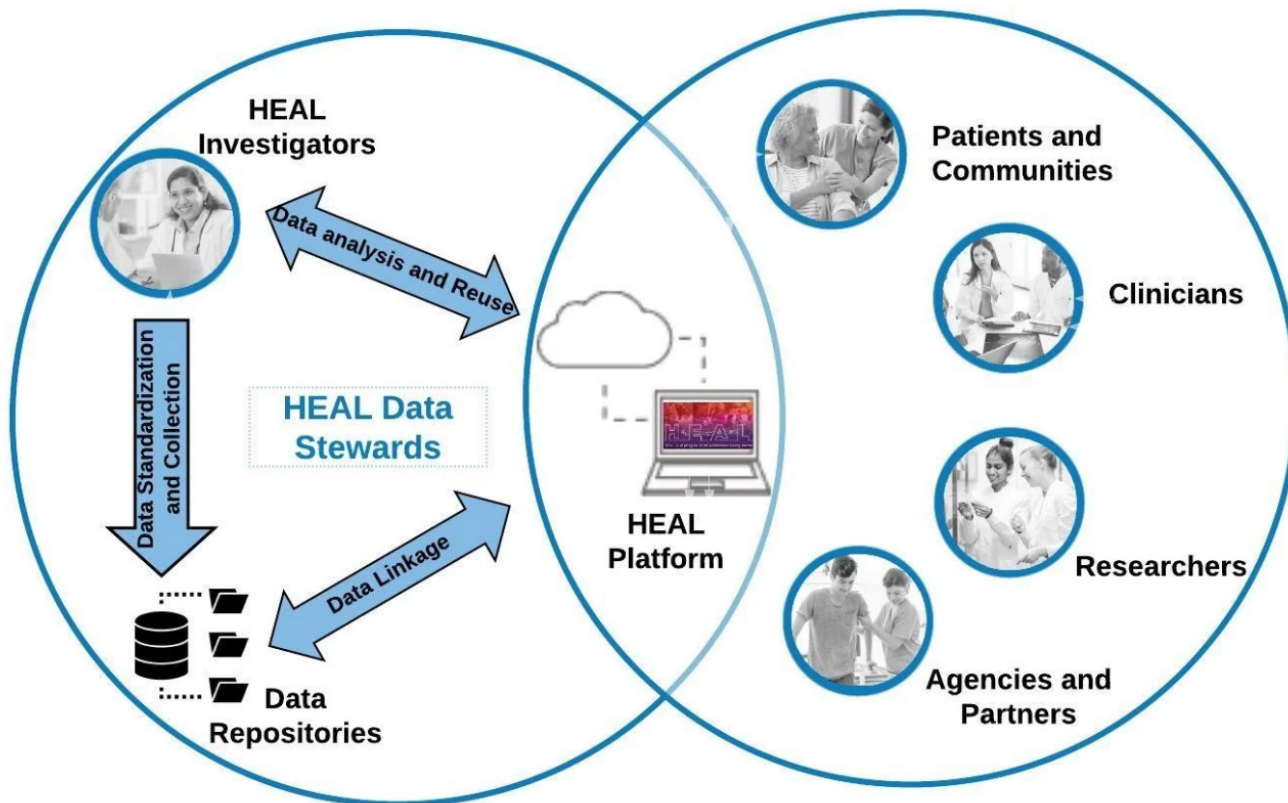 HEAL
Investigators
Data analysis and Reuse
Data Standardization
and Collection
HEAL Data
Stewards
Data Linkage
Data
Repositories
HEAL
Platform
Patients and
Communities
Clinicians
Researchers
Agencies and
Partners
H E A L